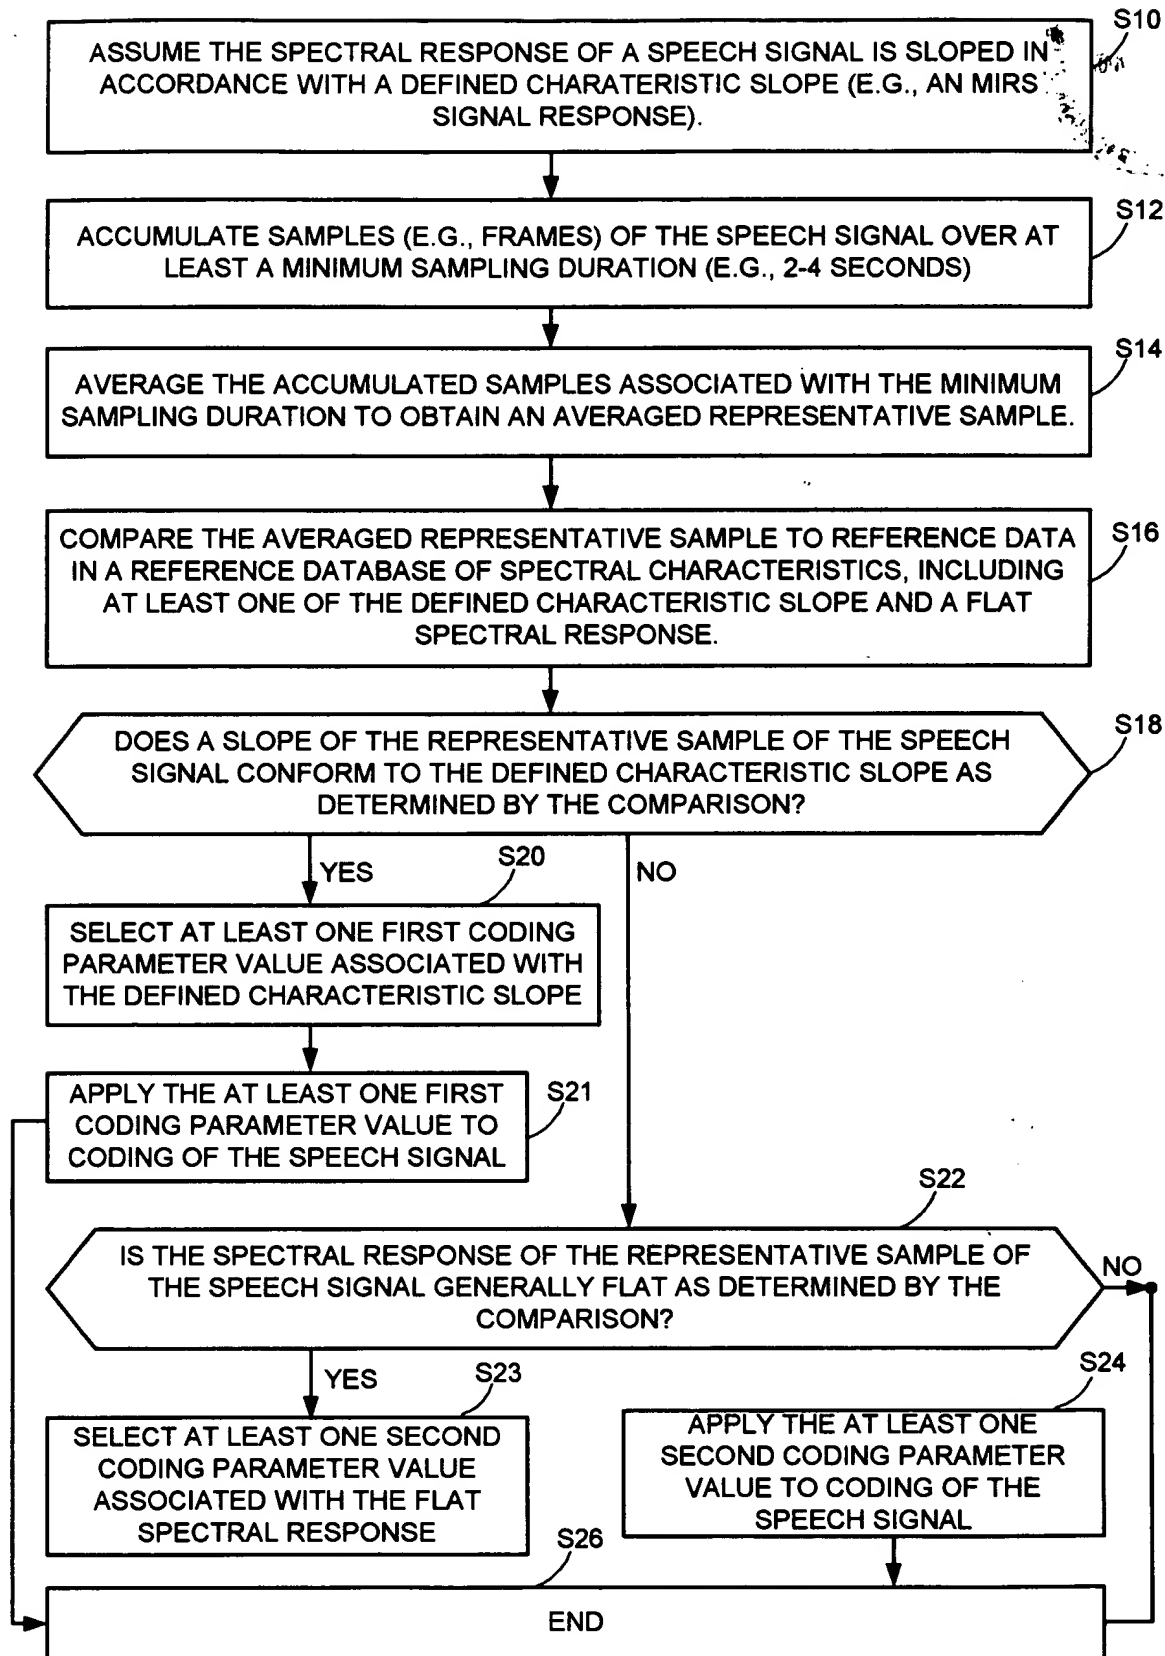 S10
ASSUME THE SPECTRAL RESPONSE OF A SPEECH SIGNAL IS SLOPED IN
ACCORDANCE WITH A DEFINED CHARATERISTIC SLOPE (E.G., AN MIRS
SIGNAL RESPONSE).
S12
ACCUMULATE SAMPLES (E.G., FRAMES) OF THE SPEECH SIGNAL OVER AT
LEAST A MINIMUM SAMPLING DURATION (E.G., 2-4 SECONDS)
S14
AVERAGE THE ACCUMULATED SAMPLES ASSOCIATED WITH THE MINIMUM
SAMPLING DURATION TO OBTAIN AN AVERAGED REPRESENTATIVE SAMPLE.
S16
COMPARE THE AVERAGED REPRESENTATIVE SAMPLE TO REFERENCE DATA
IN A REFERENCE DATABASE OF SPECTRAL CHARACTERISTICS, INCLUDING
AT LEAST ONE OF THE DEFINED CHARACTERISTIC SLOPE AND A FLAT
SPECTRAL RESPONSE.
S18
DOES A SLOPE OF THE REPRESENTATIVE SAMPLE OF THE SPEECH
SIGNAL CONFORM TO THE DEFINED CHARACTERISTIC SLOPE AS
DETERMINED BY THE COMPARISON?
YES
S20
NO
SELECT AT LEAST ONE FIRST CODING
PARAMETER VALUE ASSOCIATED WITH
THE DEFINED CHARACTERISTIC SLOPE
S21
APPLY THE AT LEAST ONE FIRST
CODING PARAMETER VALUE TO
CODING OF THE SPEECH SIGNAL
S22
IS THE SPECTRAL RESPONSE OF THE REPRESENTATIVE SAMPLE OF
THE SPEECH SIGNAL GENERALLY FLAT AS DETERMINED BY THE
COMPARISON?
NO
YES
S23
SELECT AT LEAST ONE SECOND
CODING PARAMETER VALUE
ASSOCIATED WITH THE FLAT
SPECTRAL RESPONSE
S24
APPLY THE AT LEAST ONE
SECOND CODING PARAMETER
VALUE TO CODING OF THE
SPEECH SIGNAL
S26
END